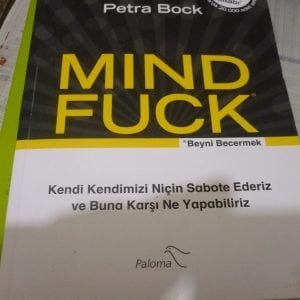 Petra Bock
MIND
FUCK®
*Beyni Becermek
Kendi Kendimizi Niçin Sabote Ederiz
ve Buna Karşı Ne Yapabiliriz
Paloma